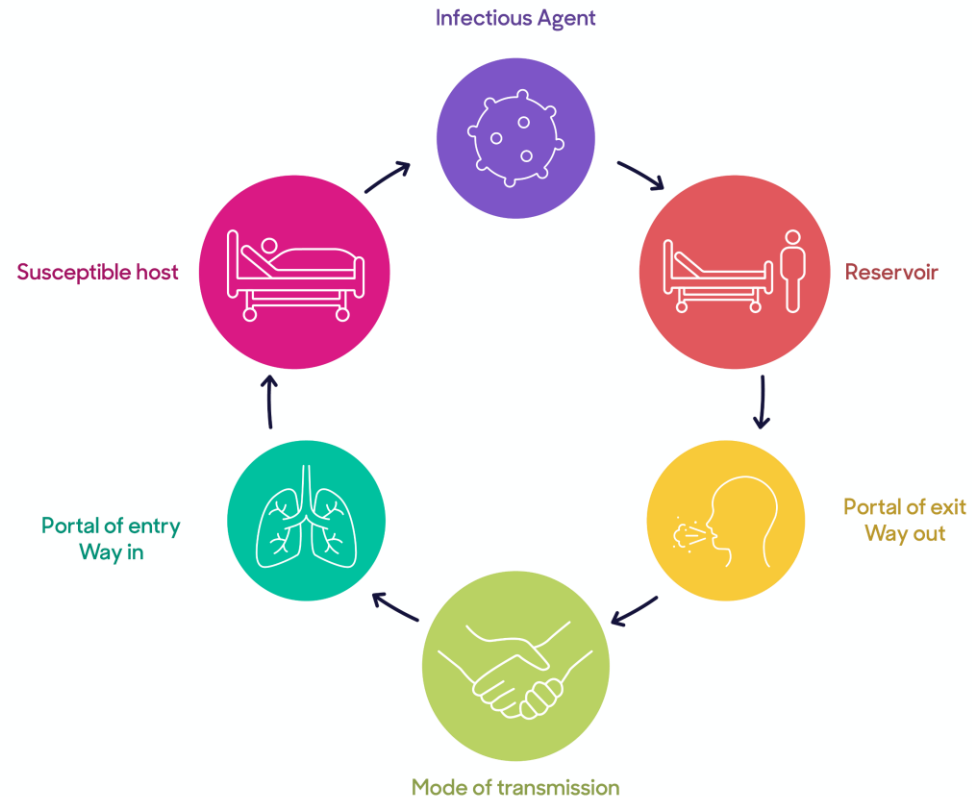 Infectious Agent
Reservoir
Portal of exit
Way out
Mode of transmission
Portal of entry
Way in
Susceptible host